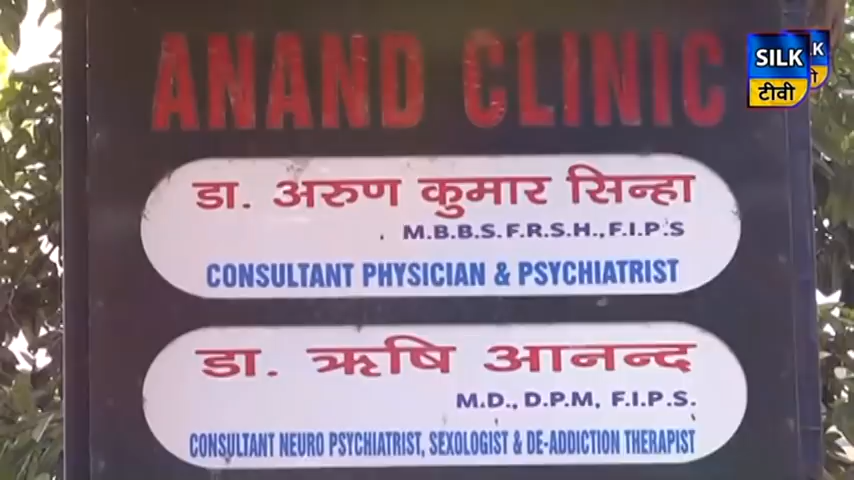 ANAND CLINIC
SILK
टीवी
डा. अरुण कुमार सिन्हा
M.B.B.S.F.R.S.H.,F.I.P.S
CONSULTANT PHYSICIAN & PSYCHIATRIST
डा. ऋषि आनन्द
M.D., D.P.M, F.I.P.S.
CONSULTANT NEURO PSYCHIATRIST, SEXOLOGIST & DE-ADDICTION THERAPIST